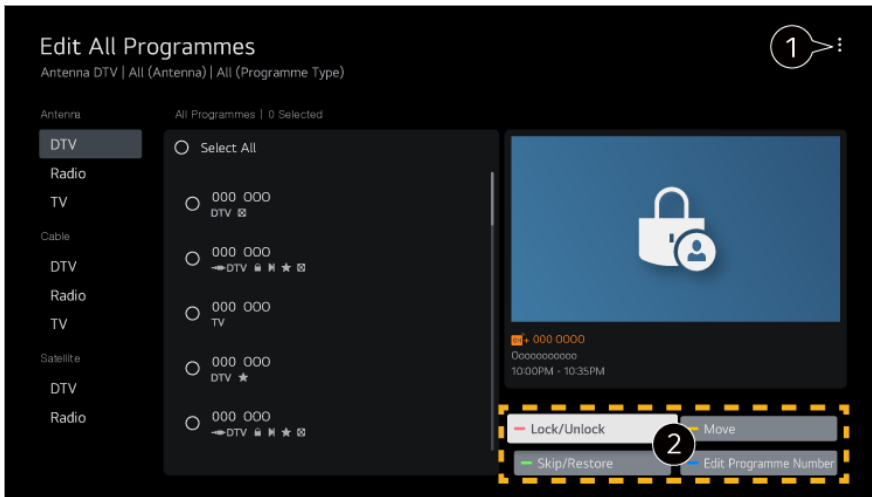 Edit All Programmes
Antenna DTV | All (Antenna) | All (Programme Type)
1
Antenna
DTV
Radio
TV
Cable
DTV
Radio
TV
Satellite
DTV
Radio
All Programmes | 0 Selected
Select All
000 000
DTV
000 000
DTV
000 000
TV
000 000
DTV
000 000
DTV
CH+ 000 0000
Ooooooooooo
10:00PM - 10:35PM
Lock/Unlock
Move
2
Skip/Restore
Edit Programme Number